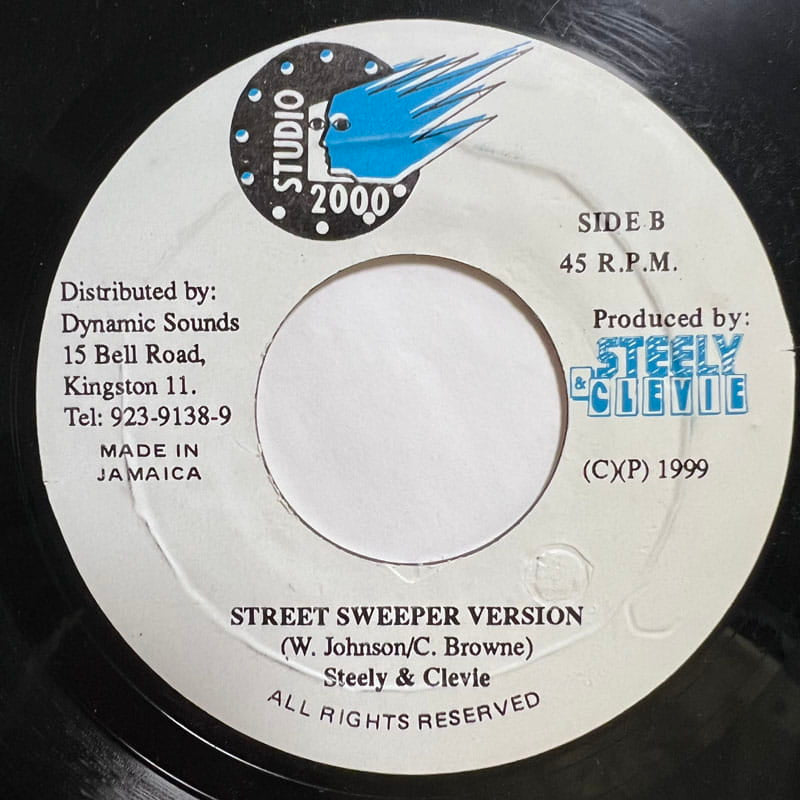 STUDIO
2000
SIDE B
45 R.P.M.
Distributed by:
Dynamic Sounds
15 Bell Road,
Kingston 11.
Tel: 923-9138-9
MADE IN
JAMAICA
Produced by:
STEELY
& CLEVIE
(C)(P) 1999
STREET SWEEPER VERSION
(W. Johnson/C. Browne)
Steely & Clevie
ALL RIGHTS RESERVED